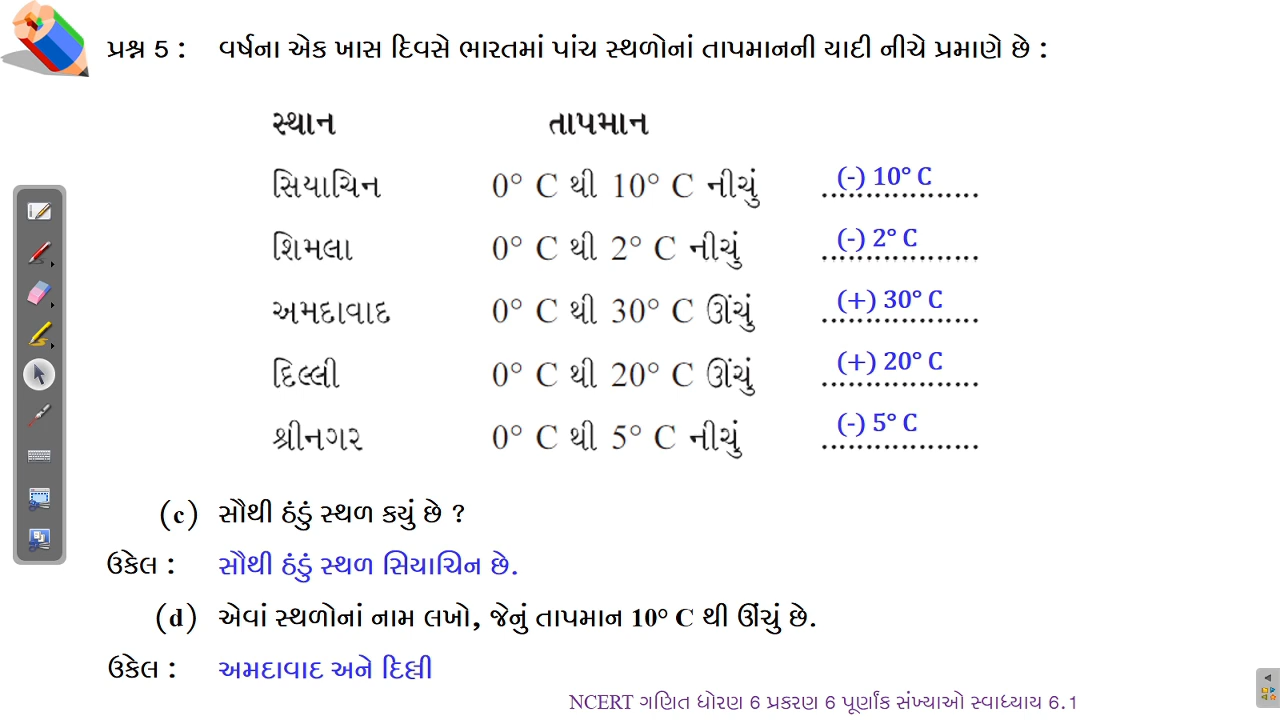 પ્રશ્ન 5 : વર્ષના એક ખાસ દિવસે ભારતમાં પાંચ સ્થળોનાં તાપમાનની યાદી નીચે પ્રમાણે છે :
સ્થાન તાપમાન
સિયાચિન 0° C થી 10° C નીચું (-) 10° C
શિમલા 0° C થી 2° C નીચું (-) 2° C
અમદાવાદ 0° C થી 30° C ઊંચું (+) 30° C
દિલ્લી 0° C થી 20° C ઊંચું (+) 20° C
શ્રીનગર 0° C થી 5° C નીચું (-) 5° C
(c) સૌથી ઠંડું સ્થળ કયું છે ?
ઉકેલ : સૌથી ઠંડું સ્થળ સિયાચિન છે.
(d) એવાં સ્થળોનાં નામ લખો, જેનું તાપમાન 10° C થી ઊંચું છે.
ઉકેલ : અમદાવાદ અને દિલ્લી
NCERT ગણિત ધોરણ 6 પ્રકરણ 6 પૂર્ણાંક સંખ્યાઓ સ્વાધ્યાય 6.1